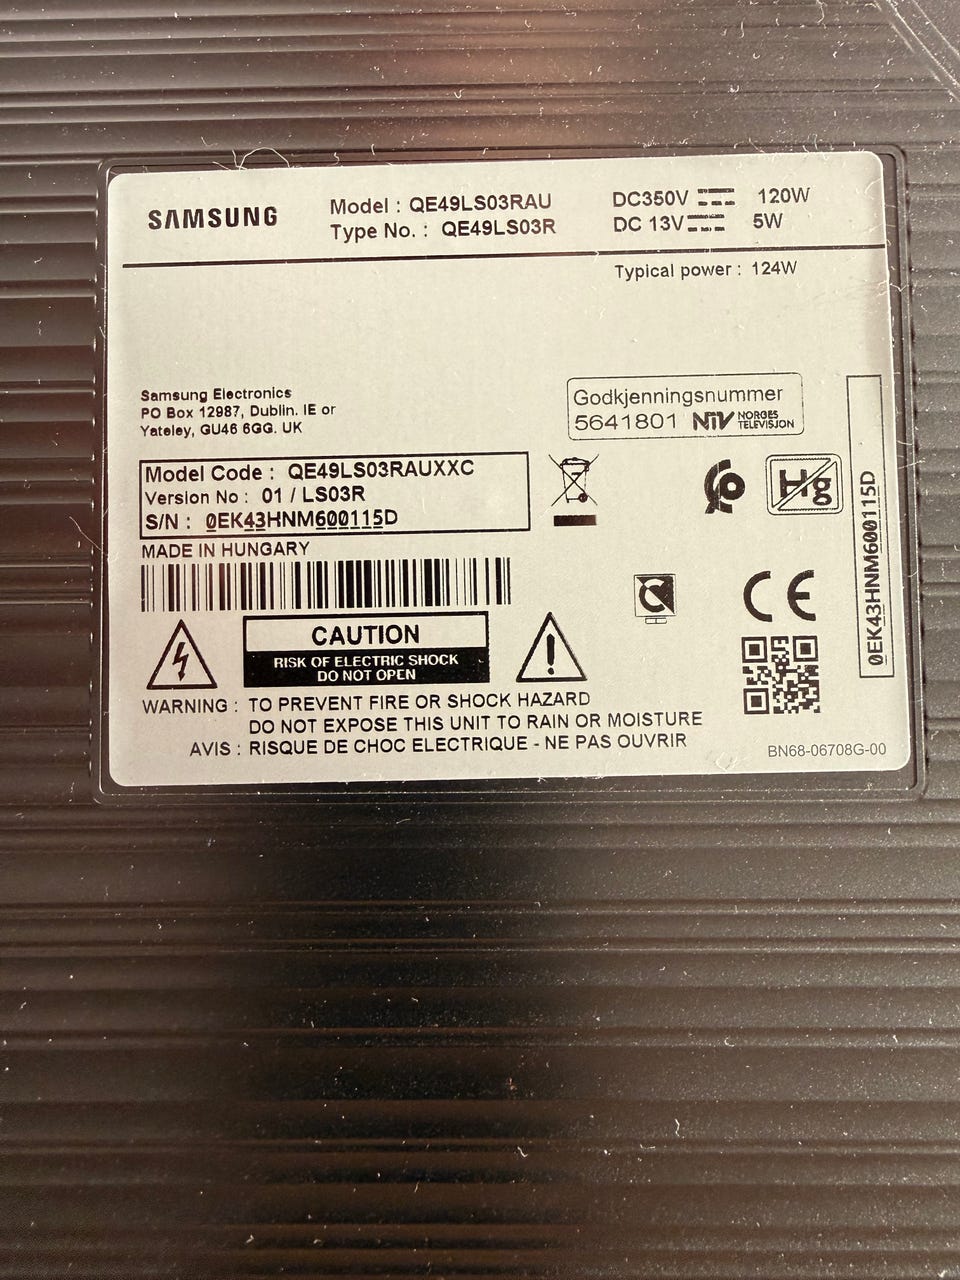 SAMSUNG
Model : QE49LS03RAU
Type No. : QE49LS03R
DC350V 120W
DC 13V 5W
Typical power : 124W
Samsung Electronics
PO Box 12987, Dublin. IE or
Yateley, GU46 6GG. UK
Godkjenningsnummer
5641801 NTV NORGES
TELEVISJON
Model Code : QE49LS03RAUXXC
Version No : 01 / LS03R
S/N : 0EK43HNM600115D
MADE IN HUNGARY
Hg
CE
0EK43HNM600115D
CAUTION
RISK OF ELECTRIC SHOCK
DO NOT OPEN
WARNING : TO PREVENT FIRE OR SHOCK HAZARD
DO NOT EXPOSE THIS UNIT TO RAIN OR MOISTURE
AVIS : RISQUE DE CHOC ELECTRIQUE - NE PAS OUVRIR
BN68-06708G-00